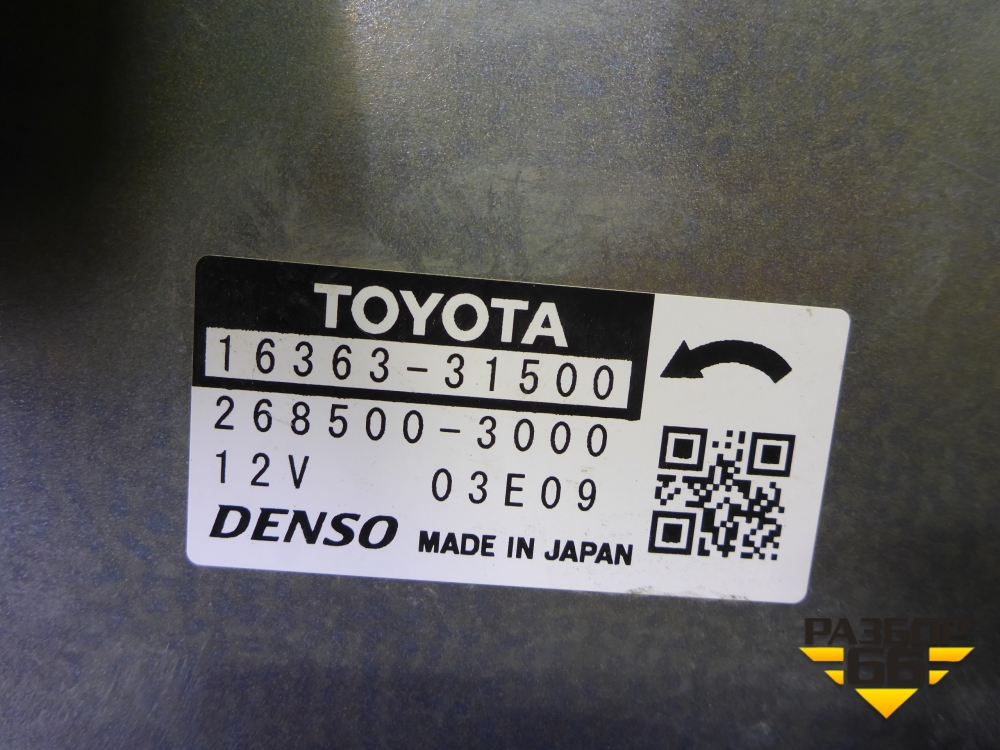 TOYOTA
16363-31500
268500-3000
12V 03E09
DENSO MADE IN JAPAN
РАЗБОР
66